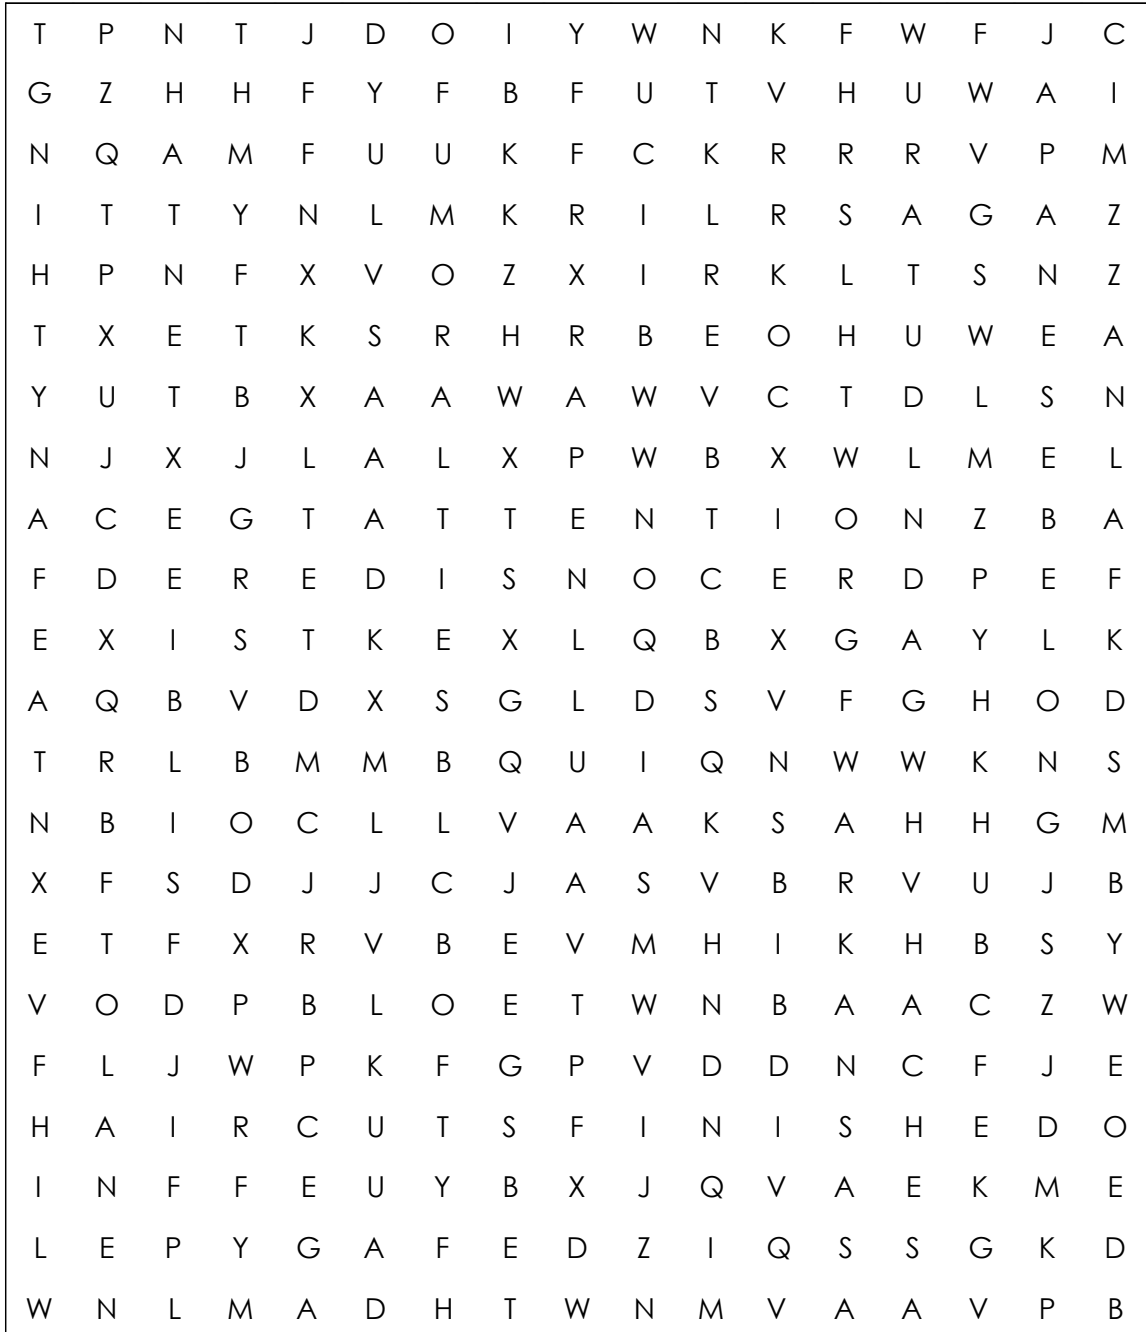 T P N T J D O I Y W N K F W F J C
G Z H H F Y F B F U T V H U W A I
N Q A M F U U K F C K R R R V P M
I T T Y N L M K R I L R S A G A Z
H P N F X V O Z X I R K L T S N Z
T X E T K S R H R B E O H U W E A
Y U T B X A A W A W V C T D L S N
N J X J L A L X P W B X W L M E L
A C E G T A T T E N T I O N Z B A
F D E R E D I S N O C E R D P E F
E X I S T K E X L Q B X G A Y L K
A Q B V D X S G L D S V F G H O D
T R L B M M B Q U I Q N W W K N S
N B I O C L L V A A K S A H H G M
X F S D J J C J A S V B R V U J B
E T F X R V B E V M H I K H B S Y
V O D P B L O E T W N B A A C Z W
F L J W P K F G P V D D N C F J E
H A I R C U T S F I N I S H E D O
I N F F E U Y B X J Q V A E K M E
L E P Y G A F E D Z I Q S S G K D
W N L M A D H T W N M V A A V P B